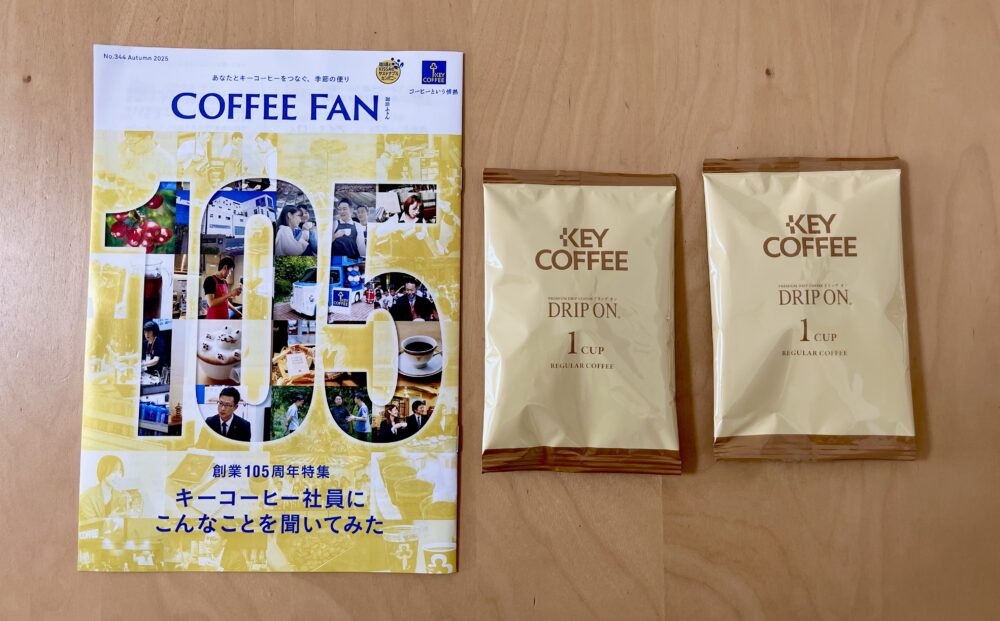 No.344 Autumn 2025
あなたとキーコーヒーをつなぐ、季節の便り
KEY
COFFEE
コーヒーという情熱
COFFEE FAN
珈琲ふぁん
105
KEY
COFFEE
創業105周年特集
キーコーヒー社員に
こんなことを聞いてみた
KEY
COFFEE
DRIP ON.
1 CUP
REGULAR COFFEE
KEY
COFFEE
DRIP ON.
1 CUP
REGULAR COFFEE